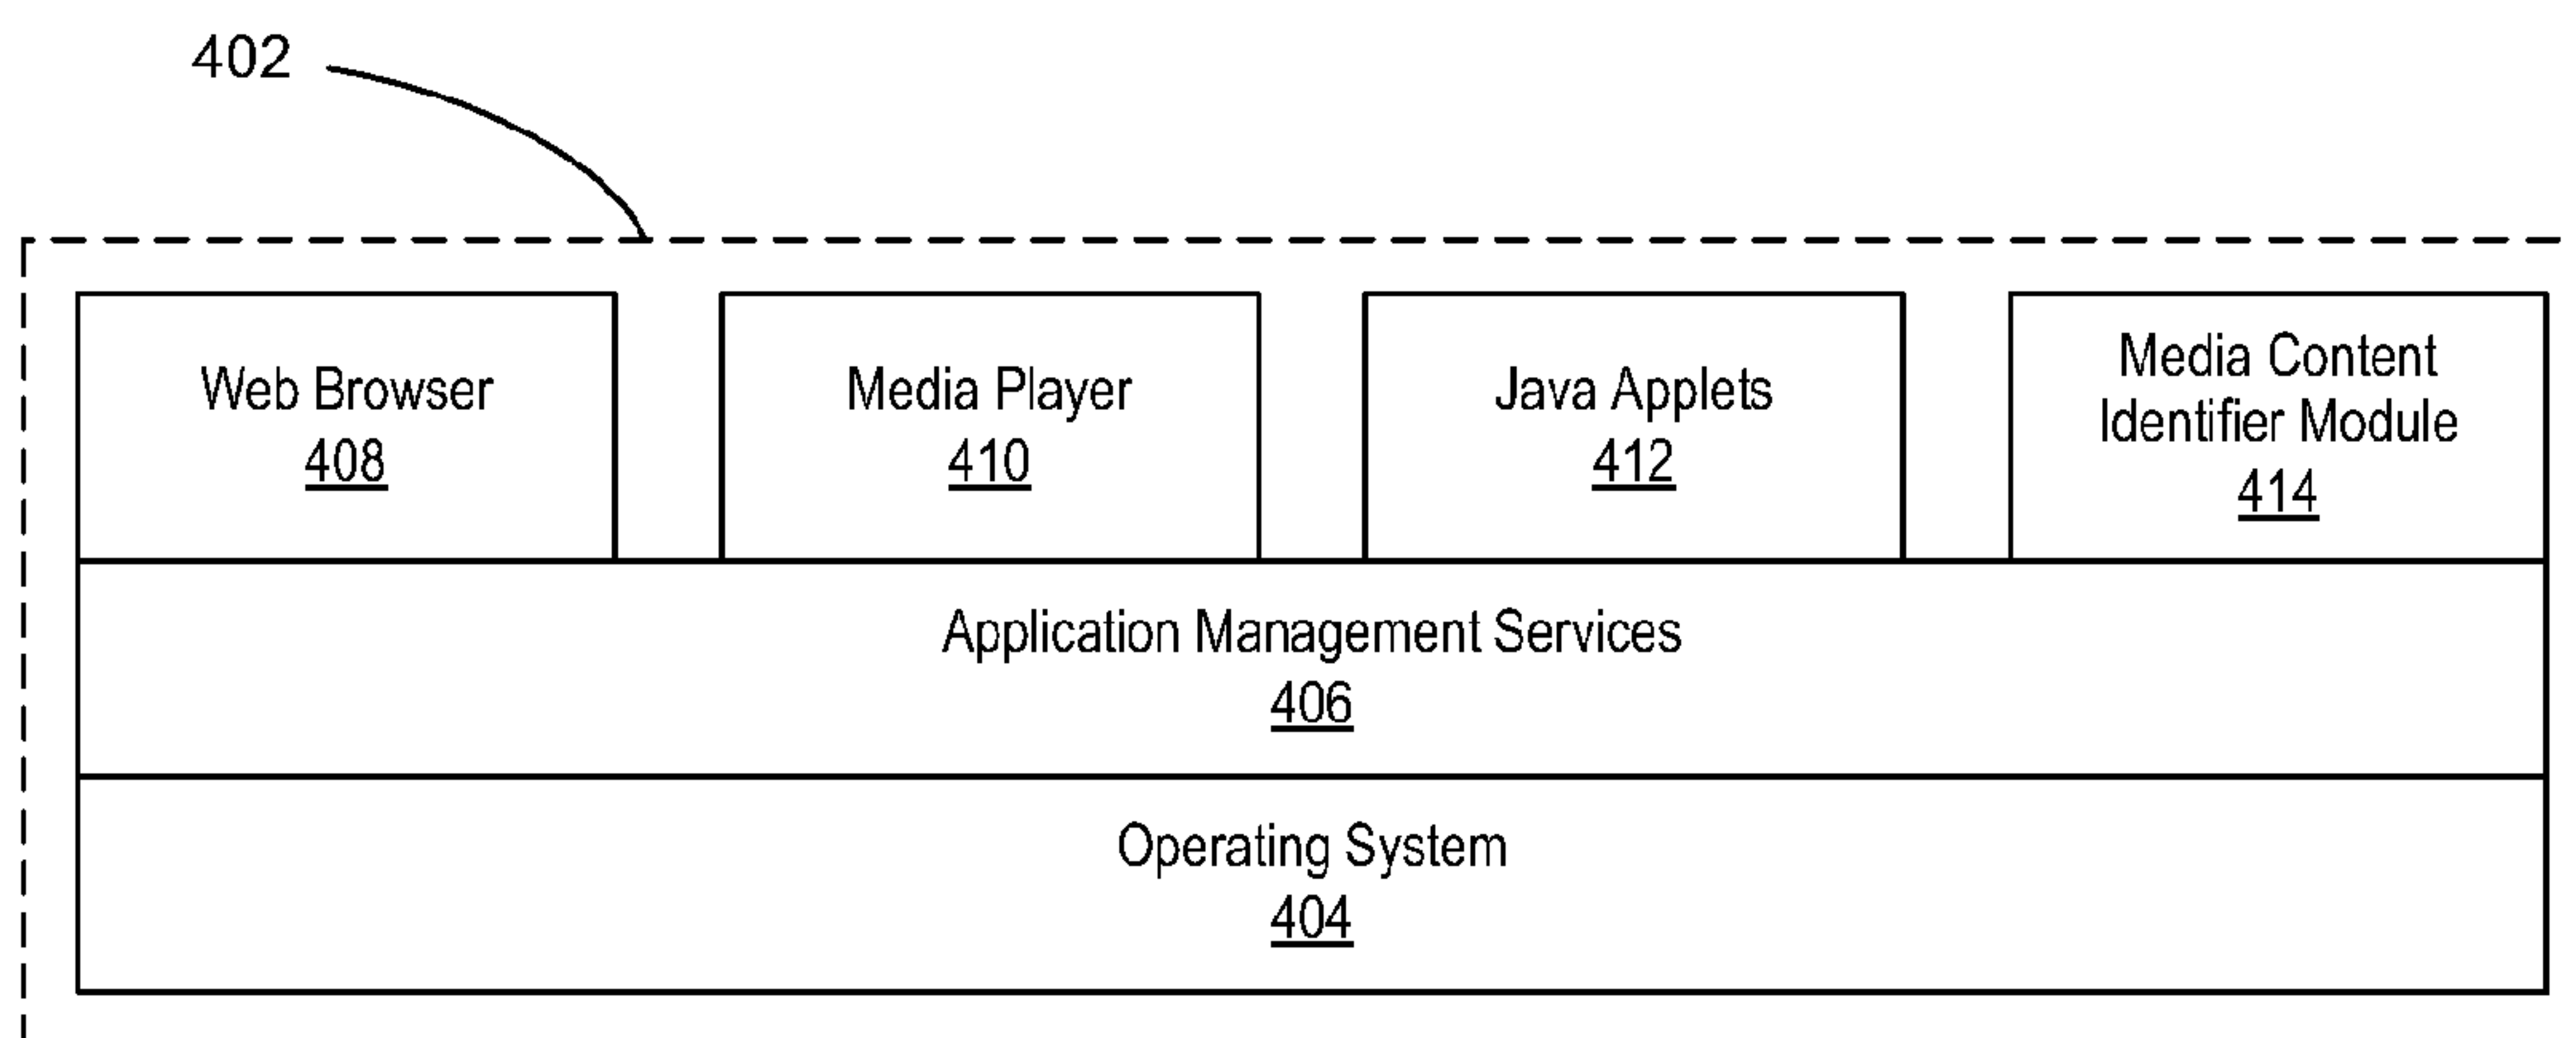 402
Web Browser
408
Media Player
410
Java Applets
412
Media Content
Identifier Module
414
Application Management Services
406
Operating System
404